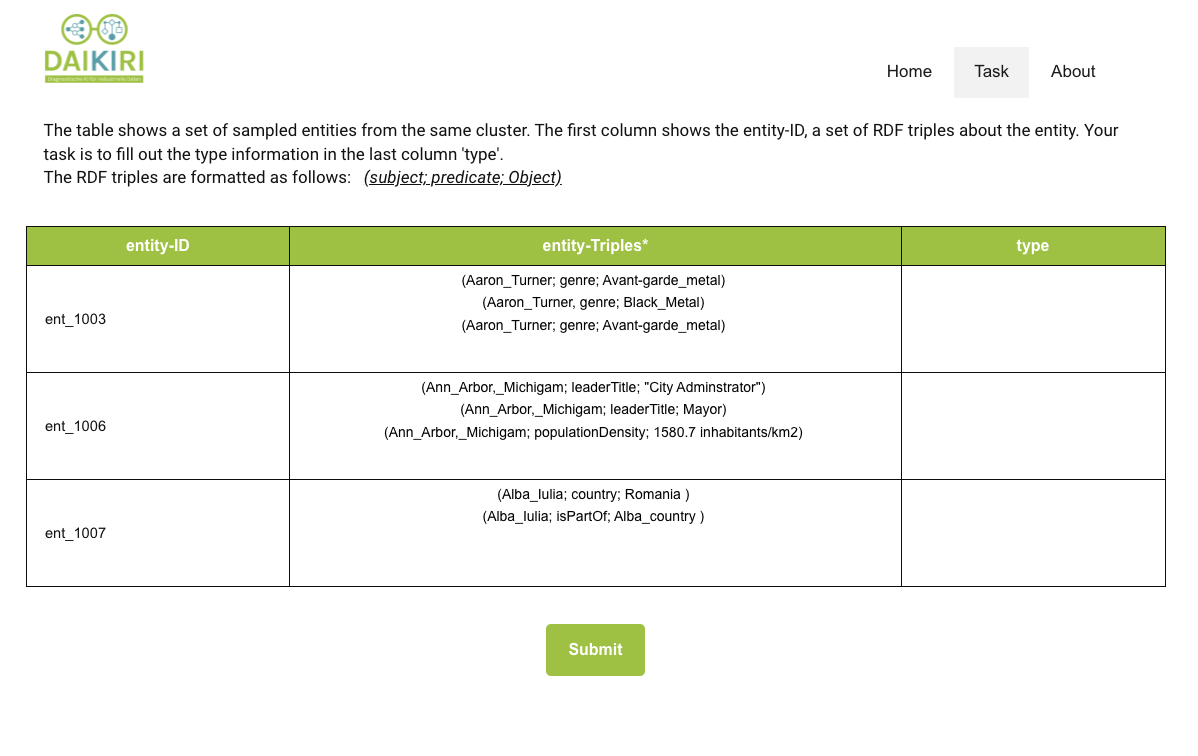 DAIKIRI
Diagnostische KI für industrielle Daten
Home Task About
The table shows a set of sampled entities from the same cluster. The first column shows the entity-ID, a set of RDF triples about the entity. Your
task is to fill out the type information in the last column 'type'.
The RDF triples are formatted as follows: (subject; predicate; Object)
entity-ID entity-Triples* type
(Aaron_Turner; genre; Avant-garde_metal)
(Aaron_Turner, genre; Black_Metal)
ent_1003
(Aaron_Turner; genre; Avant-garde_metal)
(Ann_Arbor,_Michigam; leaderTitle; "City Adminstrator")
(Ann_Arbor,_Michigam; leaderTitle; Mayor)
ent_1006
(Ann_Arbor,_Michigam; populationDensity; 1580.7 inhabitants/km2)
(Alba_Iulia; country; Romania )
(Alba_Iulia; isPartOf; Alba_country )
ent_1007
Submit